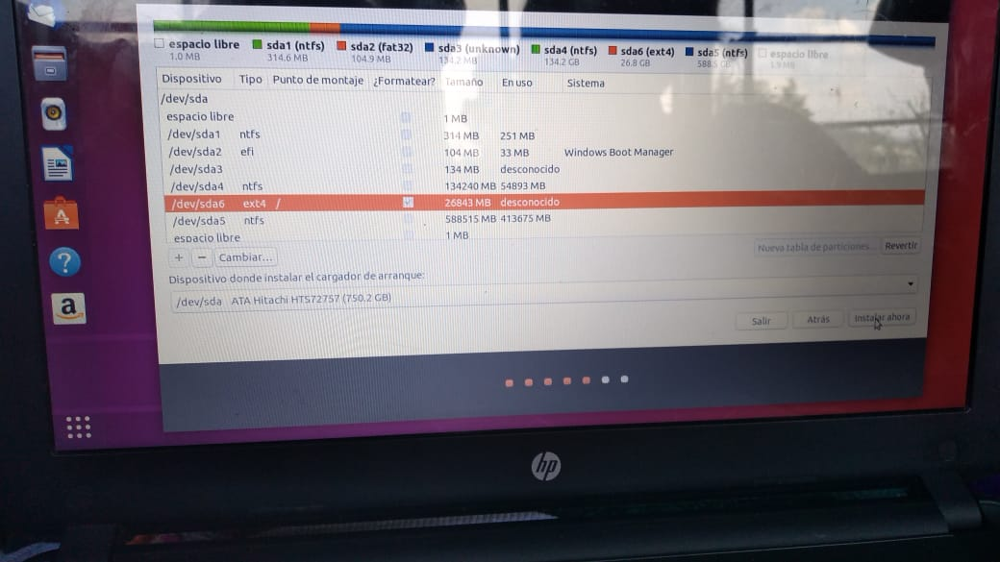 espacio libre sda1 (ntfs) sda2 (fat32) sda3 (unknown) sda4 (ntfs) sda6 (ext4) sda5 (ntfs) espacio libre
1.0 MB 314.6 MB 104.9 MB 134.2 MB 134.2 GB 26.8 GB 588.5 GB 1.9 MB
Dispositivo Tipo Punto de montaje ¿Formatear? Tamaño En uso Sistema
/dev/sda
espacio libre 1 MB
/dev/sda1 ntfs 314 MB 251 MB
/dev/sda2 efi 104 MB 33 MB Windows Boot Manager
/dev/sda3 134 MB desconocido
/dev/sda4 ntfs 134240 MB 54893 MB
/dev/sda6 ext4 / 26843 MB desconocido
/dev/sda5 ntfs 588515 MB 413675 MB
espacio libre 1 MB
+ − Cambiar... Nueva tabla de particiones... Revertir
Dispositivo donde instalar el cargador de arranque:
/dev/sda ATA Hitachi HTS72757 (750.2 GB)
Salir Atrás Instalar ahora
hp